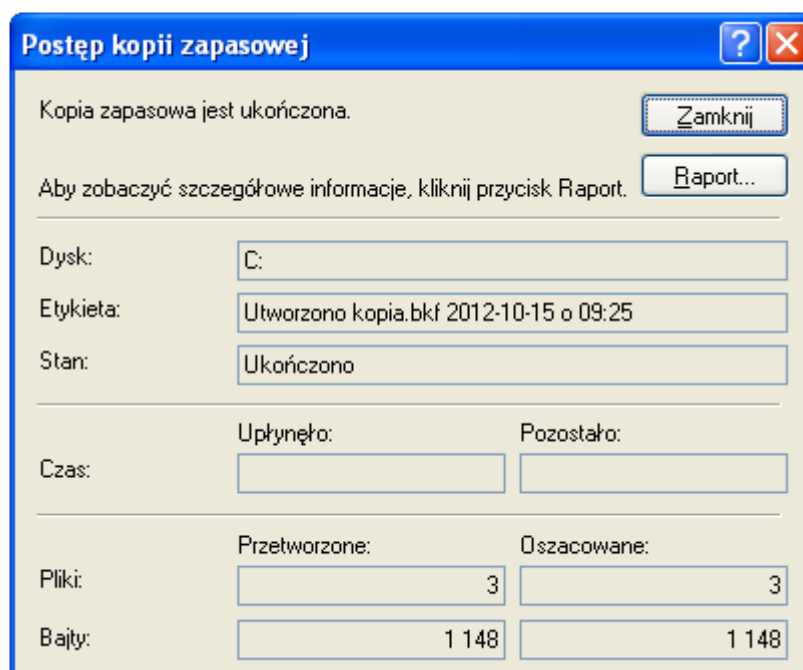 Postęp kopii zapasowej
Kopia zapasowa jest ukończona.
Zamknij
Aby zobaczyć szczegółowe informacje, kliknij przycisk Raport.
Raport...
Dysk: C:
Etykieta: Utworzono kopia.bkf 2012-10-15 o 09:25
Stan: Ukończono
Upłynęło: Pozostało:
Czas:
Przetworzone: Oszacowane:
Pliki: 3 3
Bajty: 1 148 1 148